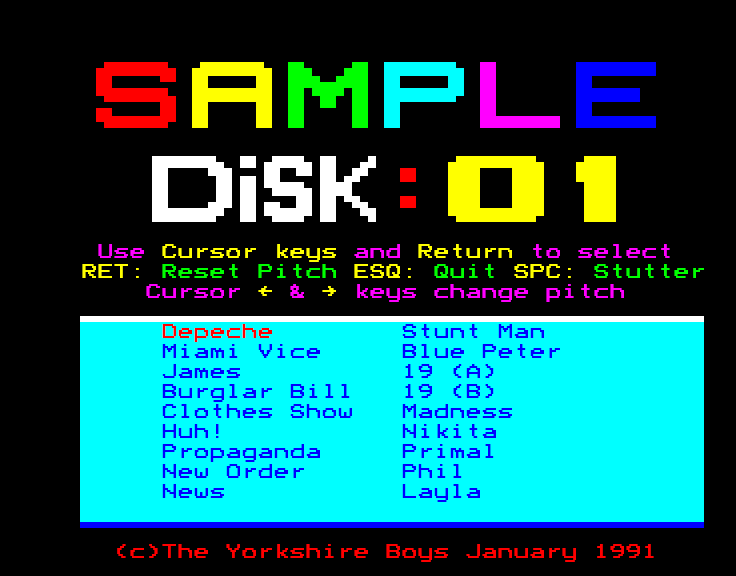 SAMPLE
DiSK:01
Use Cursor keys and Return to select
RET: Reset Pitch ESQ: Quit SPC: Stutter
Cursor ← & → keys change pitch
Depeche Stunt Man
Miami Vice Blue Peter
James 19 (A)
Burglar Bill 19 (B)
Clothes Show Madness
Huh! Nikita
Propaganda Primal
New Order Phil
News Layla
(c)The Yorkshire Boys January 1991